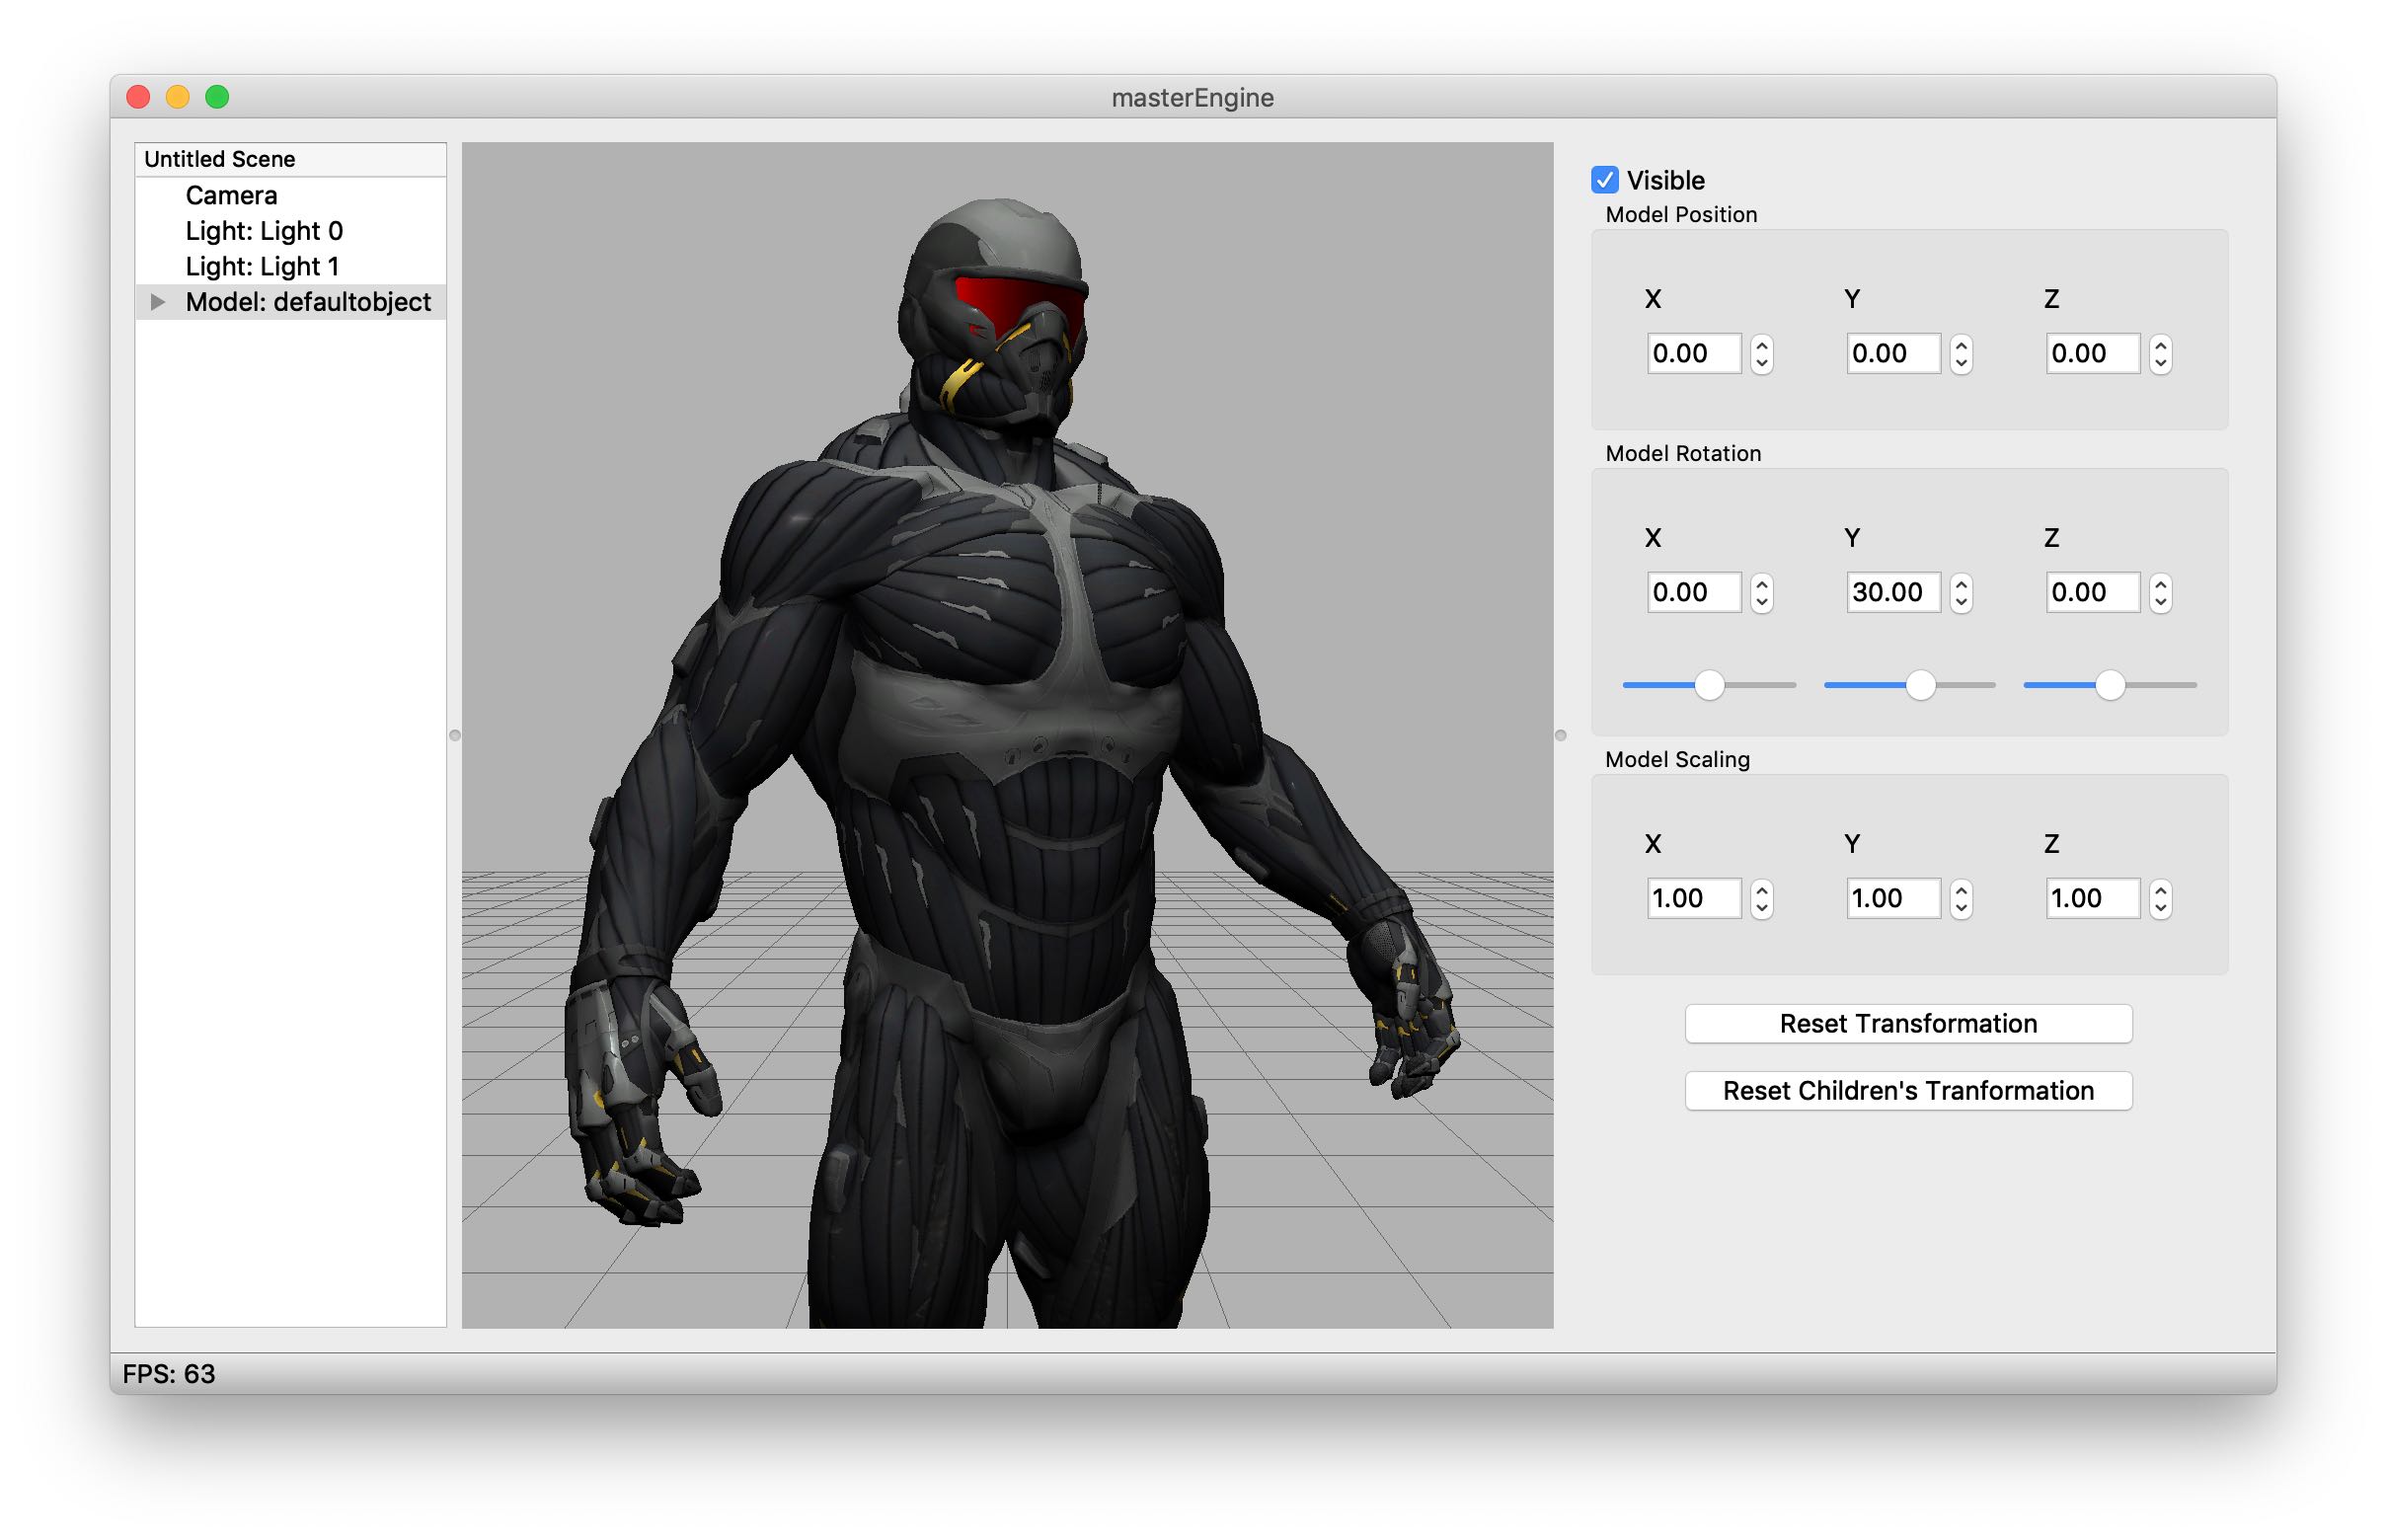 masterEngine
Untitled Scene
Camera
Light: Light 0
Light: Light 1
Model: defaultobject
Visible
Model Position
X Y Z
0.00 0.00 0.00
Model Rotation
X Y Z
0.00 30.00 0.00
Model Scaling
X Y Z
1.00 1.00 1.00
Reset Transformation
Reset Children's Tranformation
FPS: 63